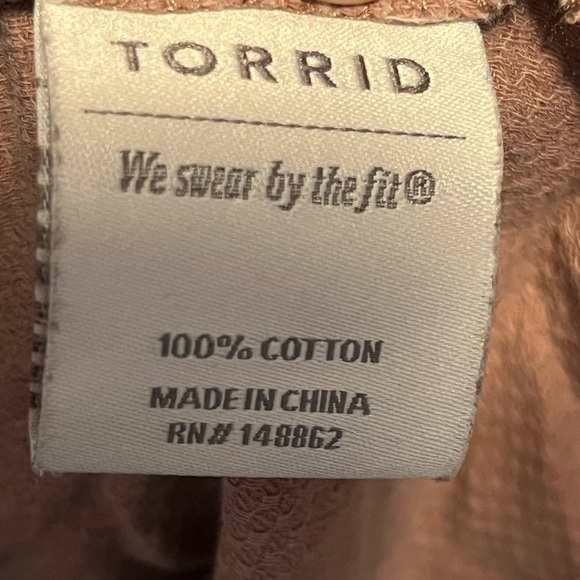 TORRID
We swear by the fit®
100% COTTON
MADE IN CHINA
RN# 148862